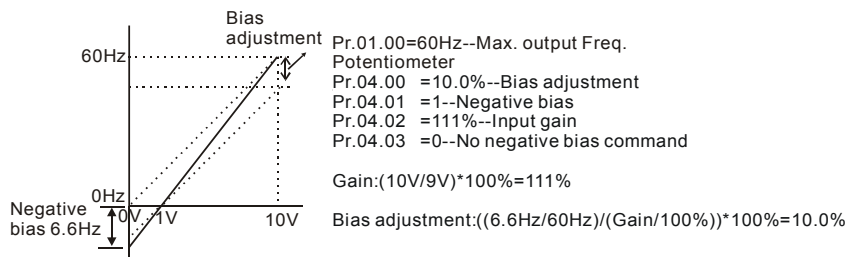 Bias
adjustment
60Hz
0Hz
0V
1V
10V
Negative
bias 6.6Hz
Pr.01.00=60Hz--Max. output Freq.
Potentiometer
Pr.04.00 =10.0%--Bias adjustment
Pr.04.01 =1--Negative bias
Pr.04.02 =111%--Input gain
Pr.04.03 =0--No negative bias command
Gain:(10V/9V)*100%=111%
Bias adjustment:((6.6Hz/60Hz)/(Gain/100%))*100%=10.0%